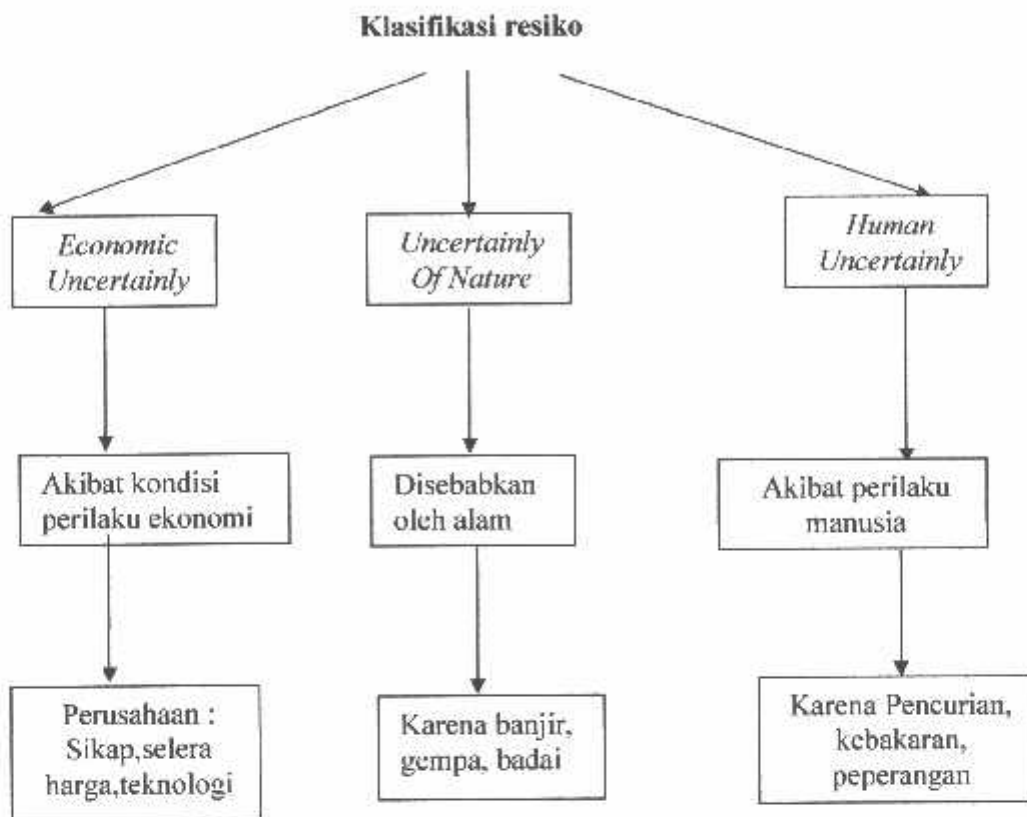 Klasifikasi resiko
Economic
Uncertainly
Uncertainly
Of Nature
Human
Uncertainly
Akibat kondisi
perilaku ekonomi
Disebabkan
oleh alam
Akibat perilaku
manusia
Perusahaan :
Sikap,selera
harga,teknologi
Karena banjir,
gempa, badai
Karena Pencurian,
kebakaran,
peperangan